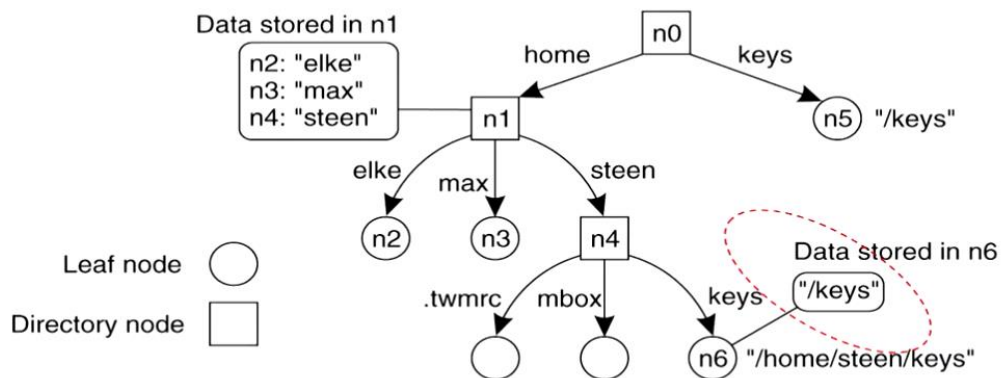 Data stored in n1
n2: "elke"
n3: "max"
n4: "steen"
n0
home
keys
n1
n5
"/keys"
elke
max
steen
n2
n3
n4
Data stored in n6
"/keys"
Leaf node
Directory node
.twmrc
mbox
keys
n6
"/home/steen/keys"